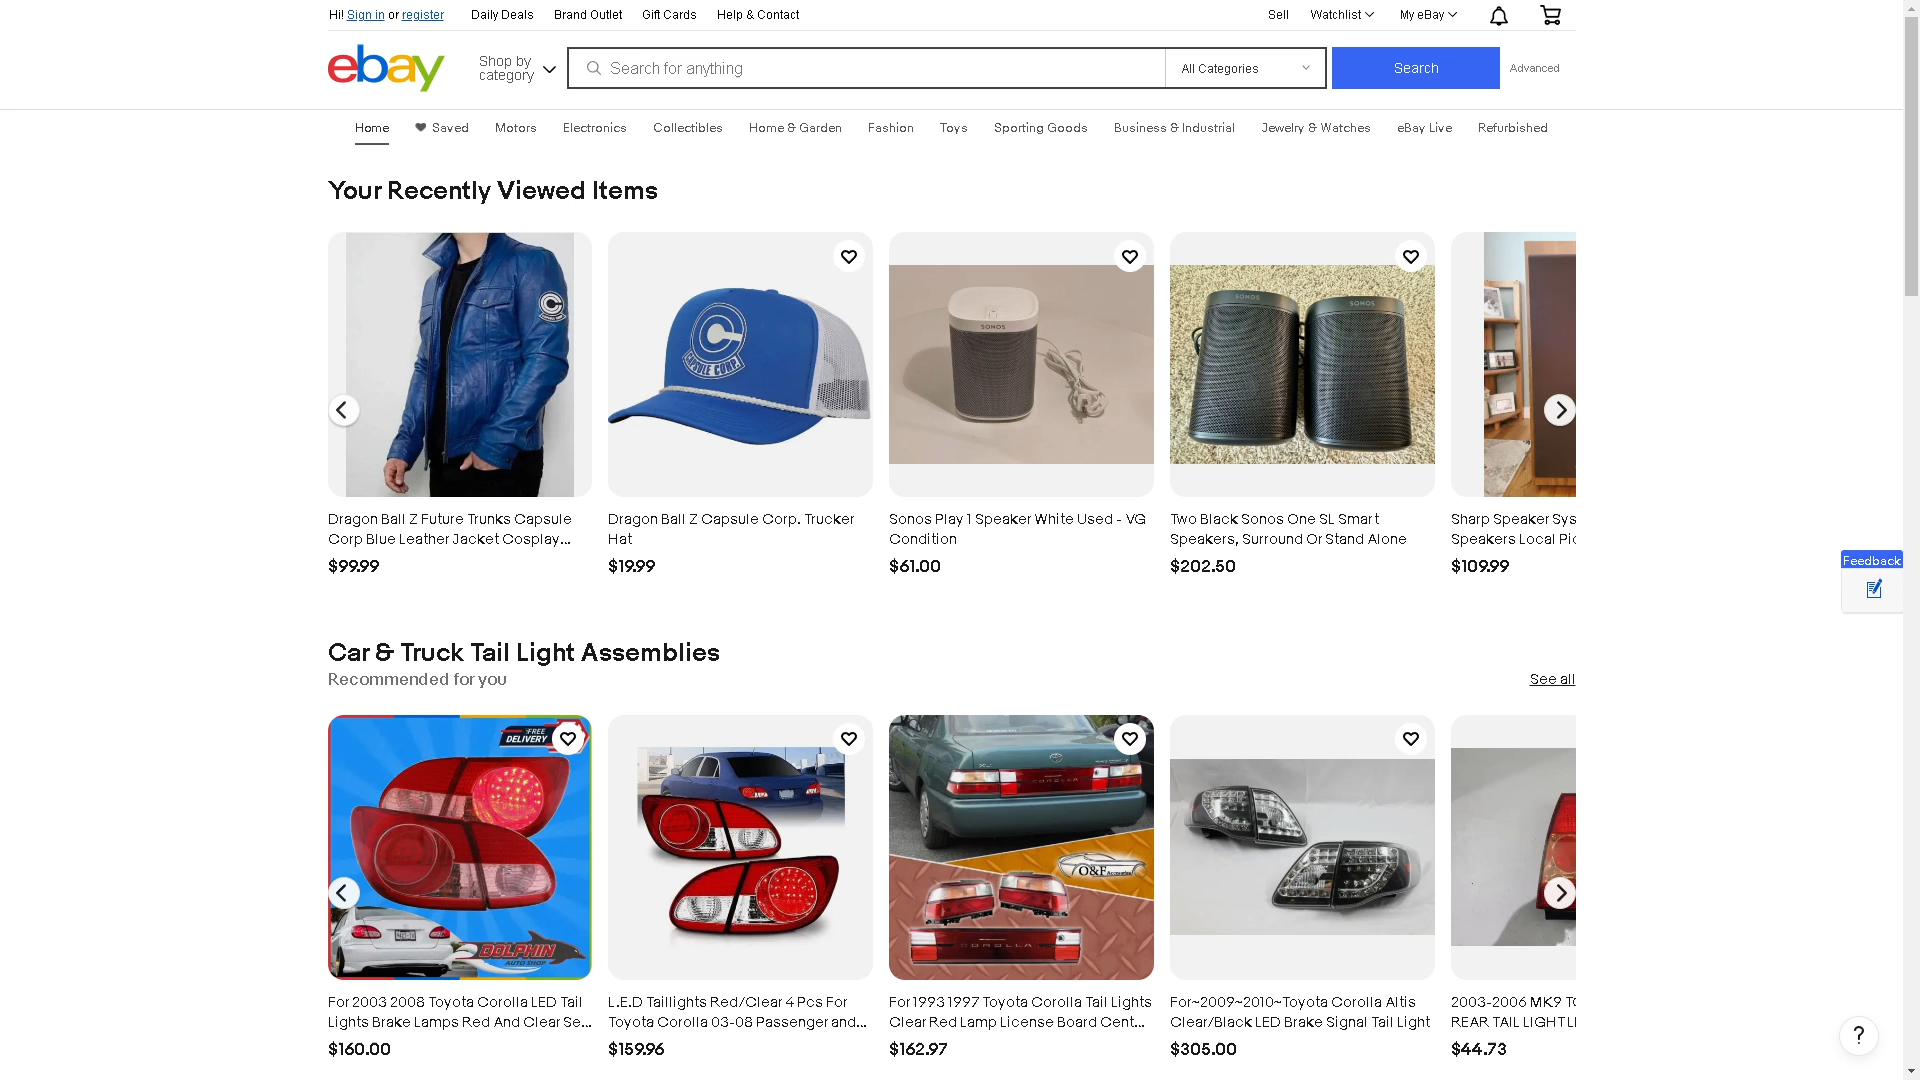 Hi! Sign in or register
Daily Deals
Brand Outlet
Gift Cards
Help & Contact
Sell
Watchlist
My eBay
ebay
Shop by
category
Search for anything
All Categories
Search
Advanced
Home
Saved
Motors
Electronics
Collectibles
Home & Garden
Fashion
Toys
Sporting Goods
Business & Industrial
Jewelry & Watches
eBay Live
Refurbished
Your Recently Viewed Items
CAPSULE CORP.
SONOS
SONOS
SONOS
Dragon Ball Z Future Trunks Capsule
Corp Blue Leather Jacket Cosplay...
$99.99
Dragon Ball Z Capsule Corp. Trucker
Hat
$19.99
Sonos Play 1 Speaker White Used - VG
Condition
$61.00
Two Black Sonos One SL Smart
Speakers, Surround Or Stand Alone
$202.50
Sharp Speaker Sys
Speakers Local Pic
$109.99
Feedback
Car & Truck Tail Light Assemblies
Recommended for you
See all
FREE
DELIVERY
DOLPHIN
AUTO SHOP
COROLLA
O&F
Accessories
COROLLA
For 2003 2008 Toyota Corolla LED Tail
Lights Brake Lamps Red And Clear Se...
$160.00
L.E.D Taillights Red/Clear 4 Pcs For
Toyota Corolla 03-08 Passenger and...
$159.96
For 1993 1997 Toyota Corolla Tail Lights
Clear Red Lamp License Board Cent...
$162.97
For~2009~2010~Toyota Corolla Altis
Clear/Black LED Brake Signal Tail Light
$305.00
2003-2006 MK9 TO
REAR TAIL LIGHT LE
$44.73
?